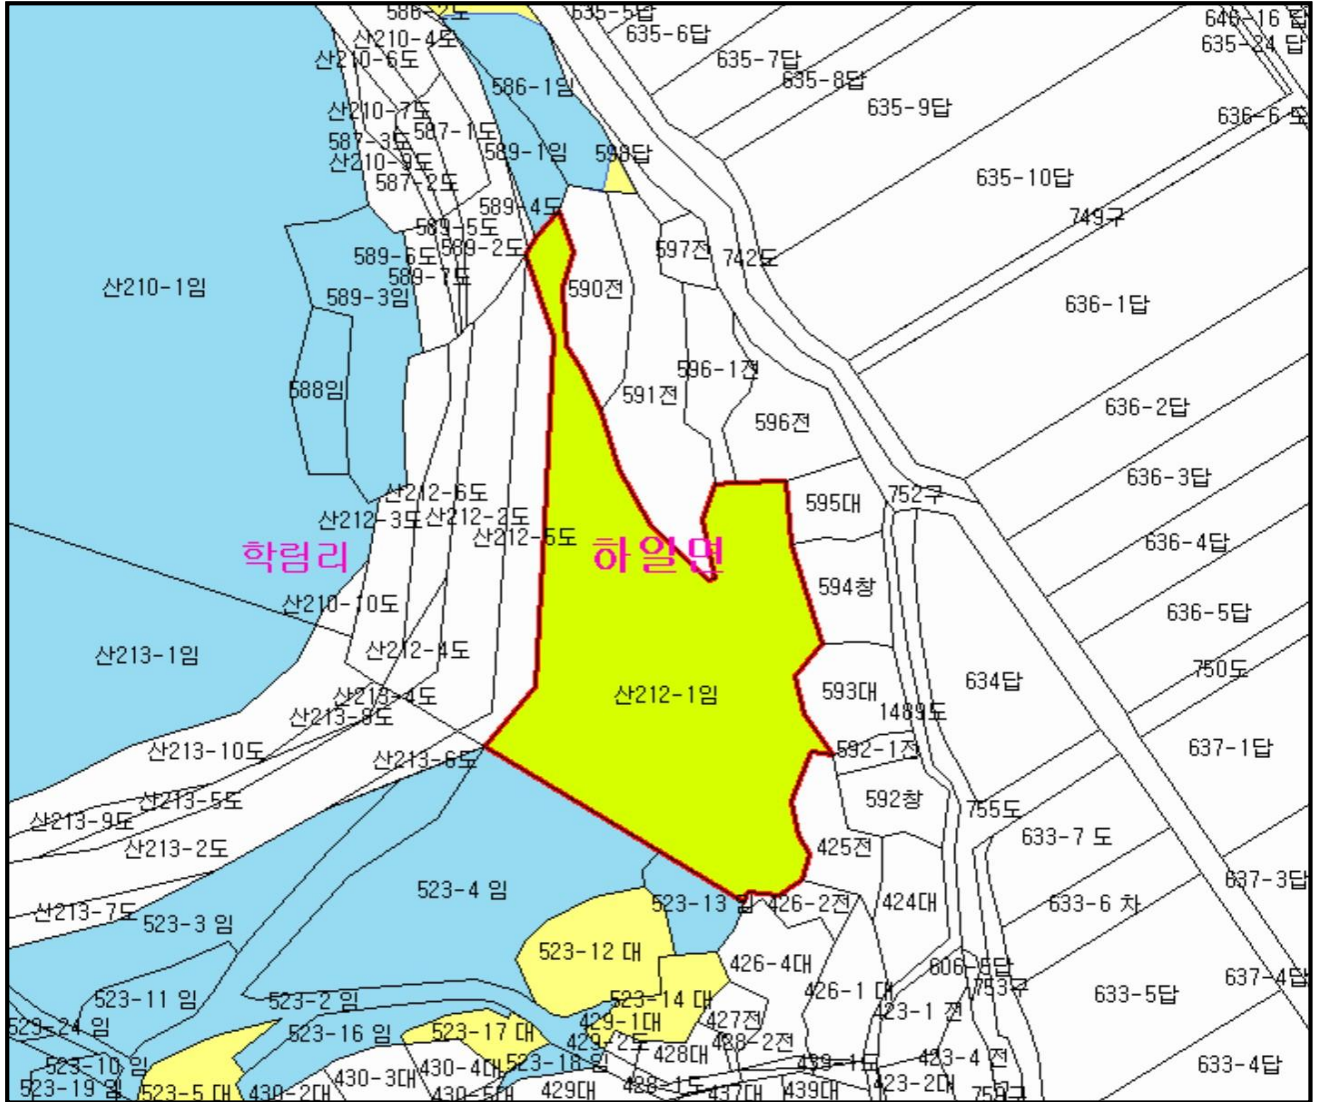 586-2도
635-5답
640-16 답
산210-4도
635-6답
635-24 답
산210-6도
635-7답
635-8답
586-1임
635-9답
산210-7도
587-1도
587-3도
589-1임
산210-9도
587-2도
635-10답
589-4도
749구
589-5도
589-2도
597전
742도
589-6도
589-7도
산210-1임
589-3임
590전
636-1답
596-1전
588임
591전
636-2답
596전
636-3답
산212-6도
752구
595대
산212-3도
산212-2도
636-4답
학림리
하일면
594창
산210-10도
636-5답
산212-4도
산213-1임
750도
634답
산213-4도
산212-1임
593대
1489도
산213-8도
637-1답
산213-10도
592-1전
산213-6도
592창
산213-5도
755도
산213-9도
633-7 도
산213-2도
425전
637-3답
523-4 임
523-13 임
426-2전
424대
633-6 차
산213-7도
523-3 임
523-12 대
426-4대
606-5답
637-4답
523-11 임
523-2 임
523-14 대
426-1 대
753구
633-5답
423-1 전
523-24 임
523-16 임
523-17 대
429-1대
427전
429-2도
428-2전
428대
439-1도
423-4 전
633-4답
523-10 임
430-4대
523-18 임
430-3대
523-19 임
523-5 대
430-2대
430-5대
429대
428-1도
437대
439대
423-2대